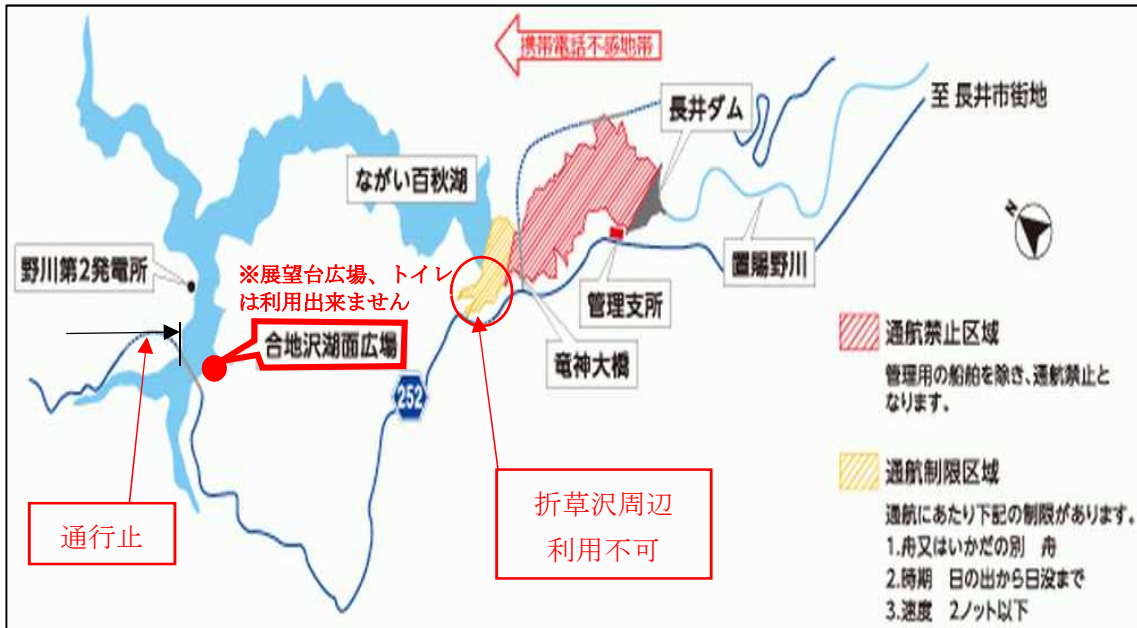 携帯電話不感地帯
長井ダム
至 長井市街地
ながい百秋湖
N
野川第2発電所
※展望台広場、トイレ
は利用出来ません
置賜野川
管理支所
合地沢湖面広場
竜神大橋
252
通航禁止区域
管理用の船舶を除き、通航禁止と
なります。
通航制限区域
通航にあたり下記の制限があります。
1.舟又はいかだの別 舟
2.時期 日の出から日没まで
3.速度 2ノット以下
通行止
折草沢周辺
利用不可